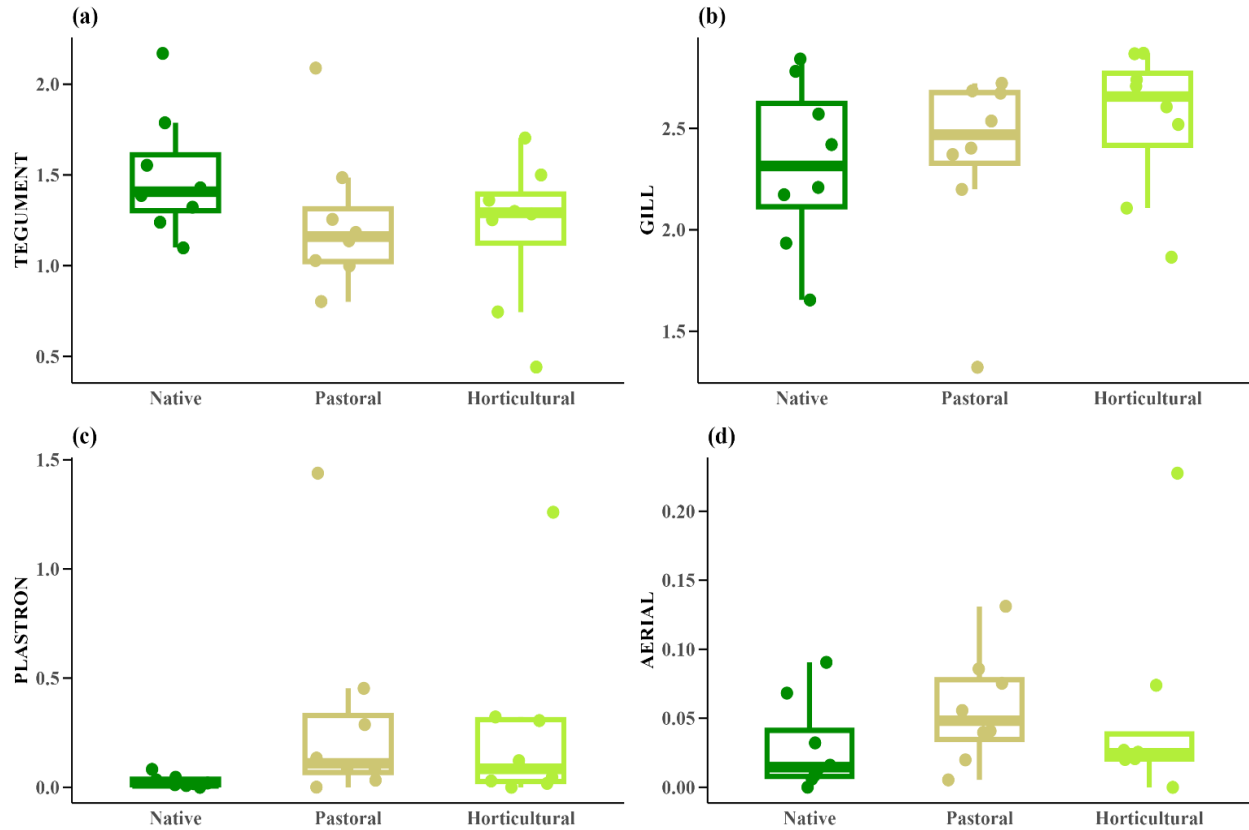 (a)
TEGUMENT
2.0
1.5
1.0
0.5
Native Pastoral Horticultural
(b)
GILL
2.5
2.0
1.5
Native Pastoral Horticultural
(c)
PLASTRON
1.5
1.0
0.5
0.0
Native Pastoral Horticultural
(d)
AERIAL
0.20
0.15
0.10
0.05
0.00
Native Pastoral Horticultural